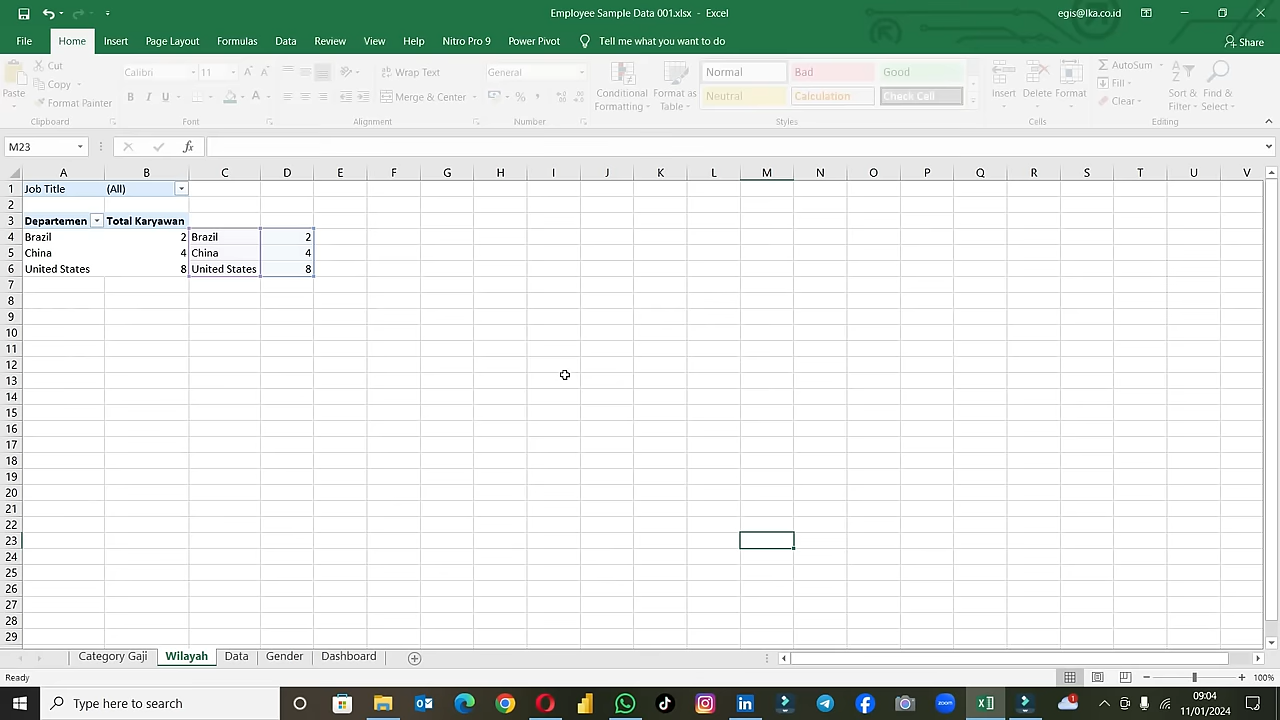 Employee Sample Data 001.xlsx - Excel
egis@lka.co.id
File Home Insert Page Layout Formulas Data Review View Help Nitro Pro 9 Power Pivot Tell me what you want to do Share
Paste
Cut
Copy
Format Painter
Clipboard
Calibri 11
B I U
Font
Wrap Text
Merge & Center
Alignment
General
%
Number
Conditional Formatting
Format as Table
Normal Bad Good
Neutral Calculation Check Cell
Styles
Insert Delete Format
Cells
AutoSum
Fill
Clear
Sort & Filter
Find & Select
Editing
M23
fx
A B C D E F G H I J K L M N O P Q R S T U V
1 Job Title (All)
2
3 Departemen Total Karyawan
4 Brazil 2 Brazil 2
5 China 4 China 4
6 United States 8 United States 8
7
8
9
10
11
12
13
14
15
16
17
18
19
20
21
22
23
24
25
26
27
28
29
Category Gaji Wilayah Data Gender Dashboard
Ready
100%
Type here to search
zoom
1
09:04
11/01/2024